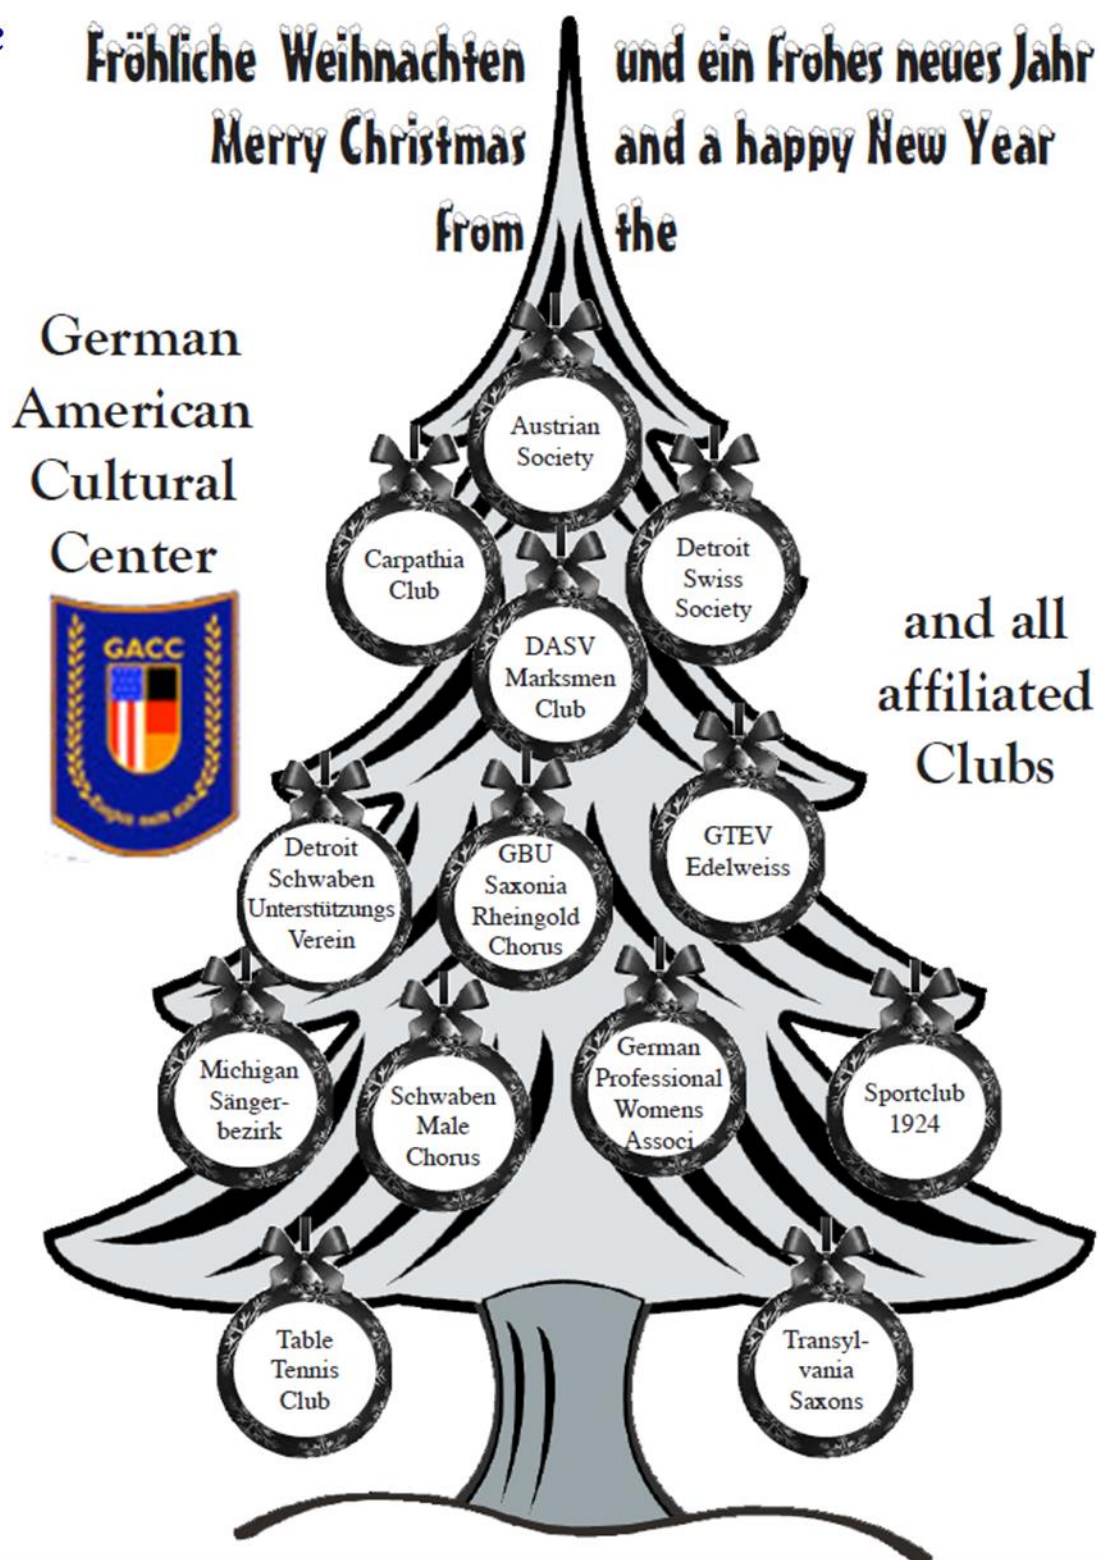 Fröhliche Weihnachten und ein frohes neues Jahr
Merry Christmas and a happy New Year
from the
German
American
Cultural
Center
GACC
and all
affiliated
Clubs
Austrian
Society
Carpathia
Club
Detroit
Swiss
Society
DASV
Marksmen
Club
Detroit
Schwaben
Unterstützungs
Verein
GBU
Saxonia
Rheingold
Chorus
GTEV
Edelweiss
Michigan
Sänger-
bezirk
Schwaben
Male
Chorus
German
Professional
Womens
Associ
Sportclub
1924
Table
Tennis
Club
Transyl-
vania
Saxons